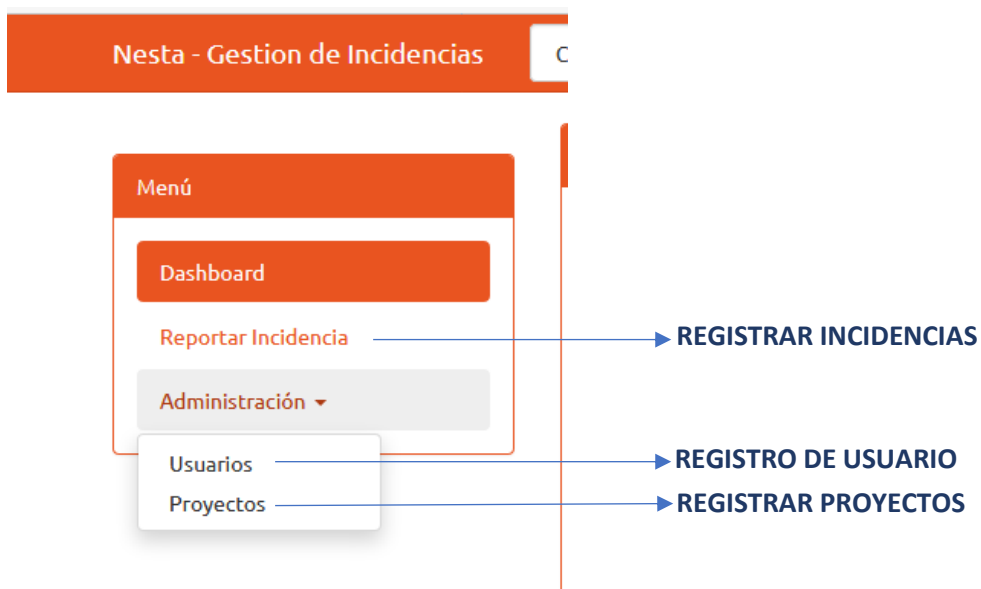 Nesta - Gestion de Incidencias
Menú
Dashboard
Reportar Incidencia
REGISTRAR INCIDENCIAS
Administración
Usuarios
REGISTRO DE USUARIO
Proyectos
REGISTRAR PROYECTOS